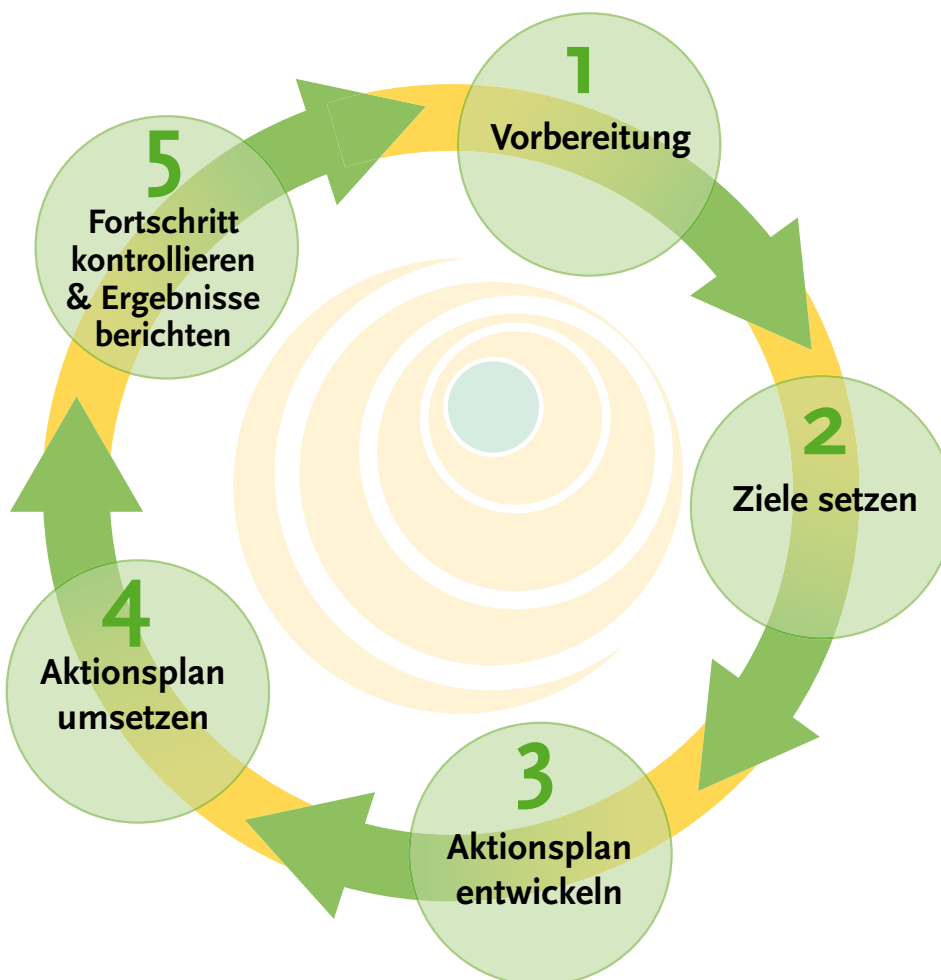 1
Vorbereitung
2
Ziele setzen
3
Aktionsplan
entwickeln
4
Aktionsplan
umsetzen
5
Fortschritt
kontrollieren
& Ergebnisse
berichten